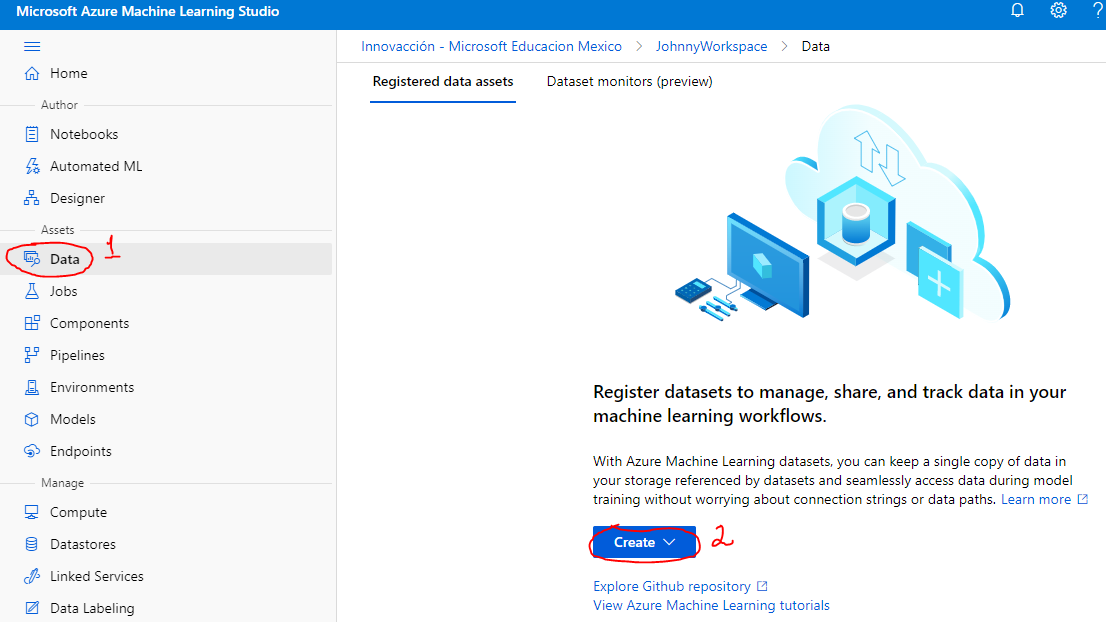 Microsoft Azure Machine Learning Studio
?
Innovacción - Microsoft Educacion Mexico > JohnnyWorkspace > Data
Home
Registered data assets Dataset monitors (preview)
Author
Notebooks
Automated ML
Designer
Assets
Data 1
Jobs
Components
Pipelines
Environments
Models
Endpoints
Manage
Compute
Datastores
Linked Services
Data Labeling
Register datasets to manage, share, and track data in your
machine learning workflows.
With Azure Machine Learning datasets, you can keep a single copy of data in
your storage referenced by datasets and seamlessly access data during model
training without worrying about connection strings or data paths. Learn more
Create 2
Explore Github repository
View Azure Machine Learning tutorials